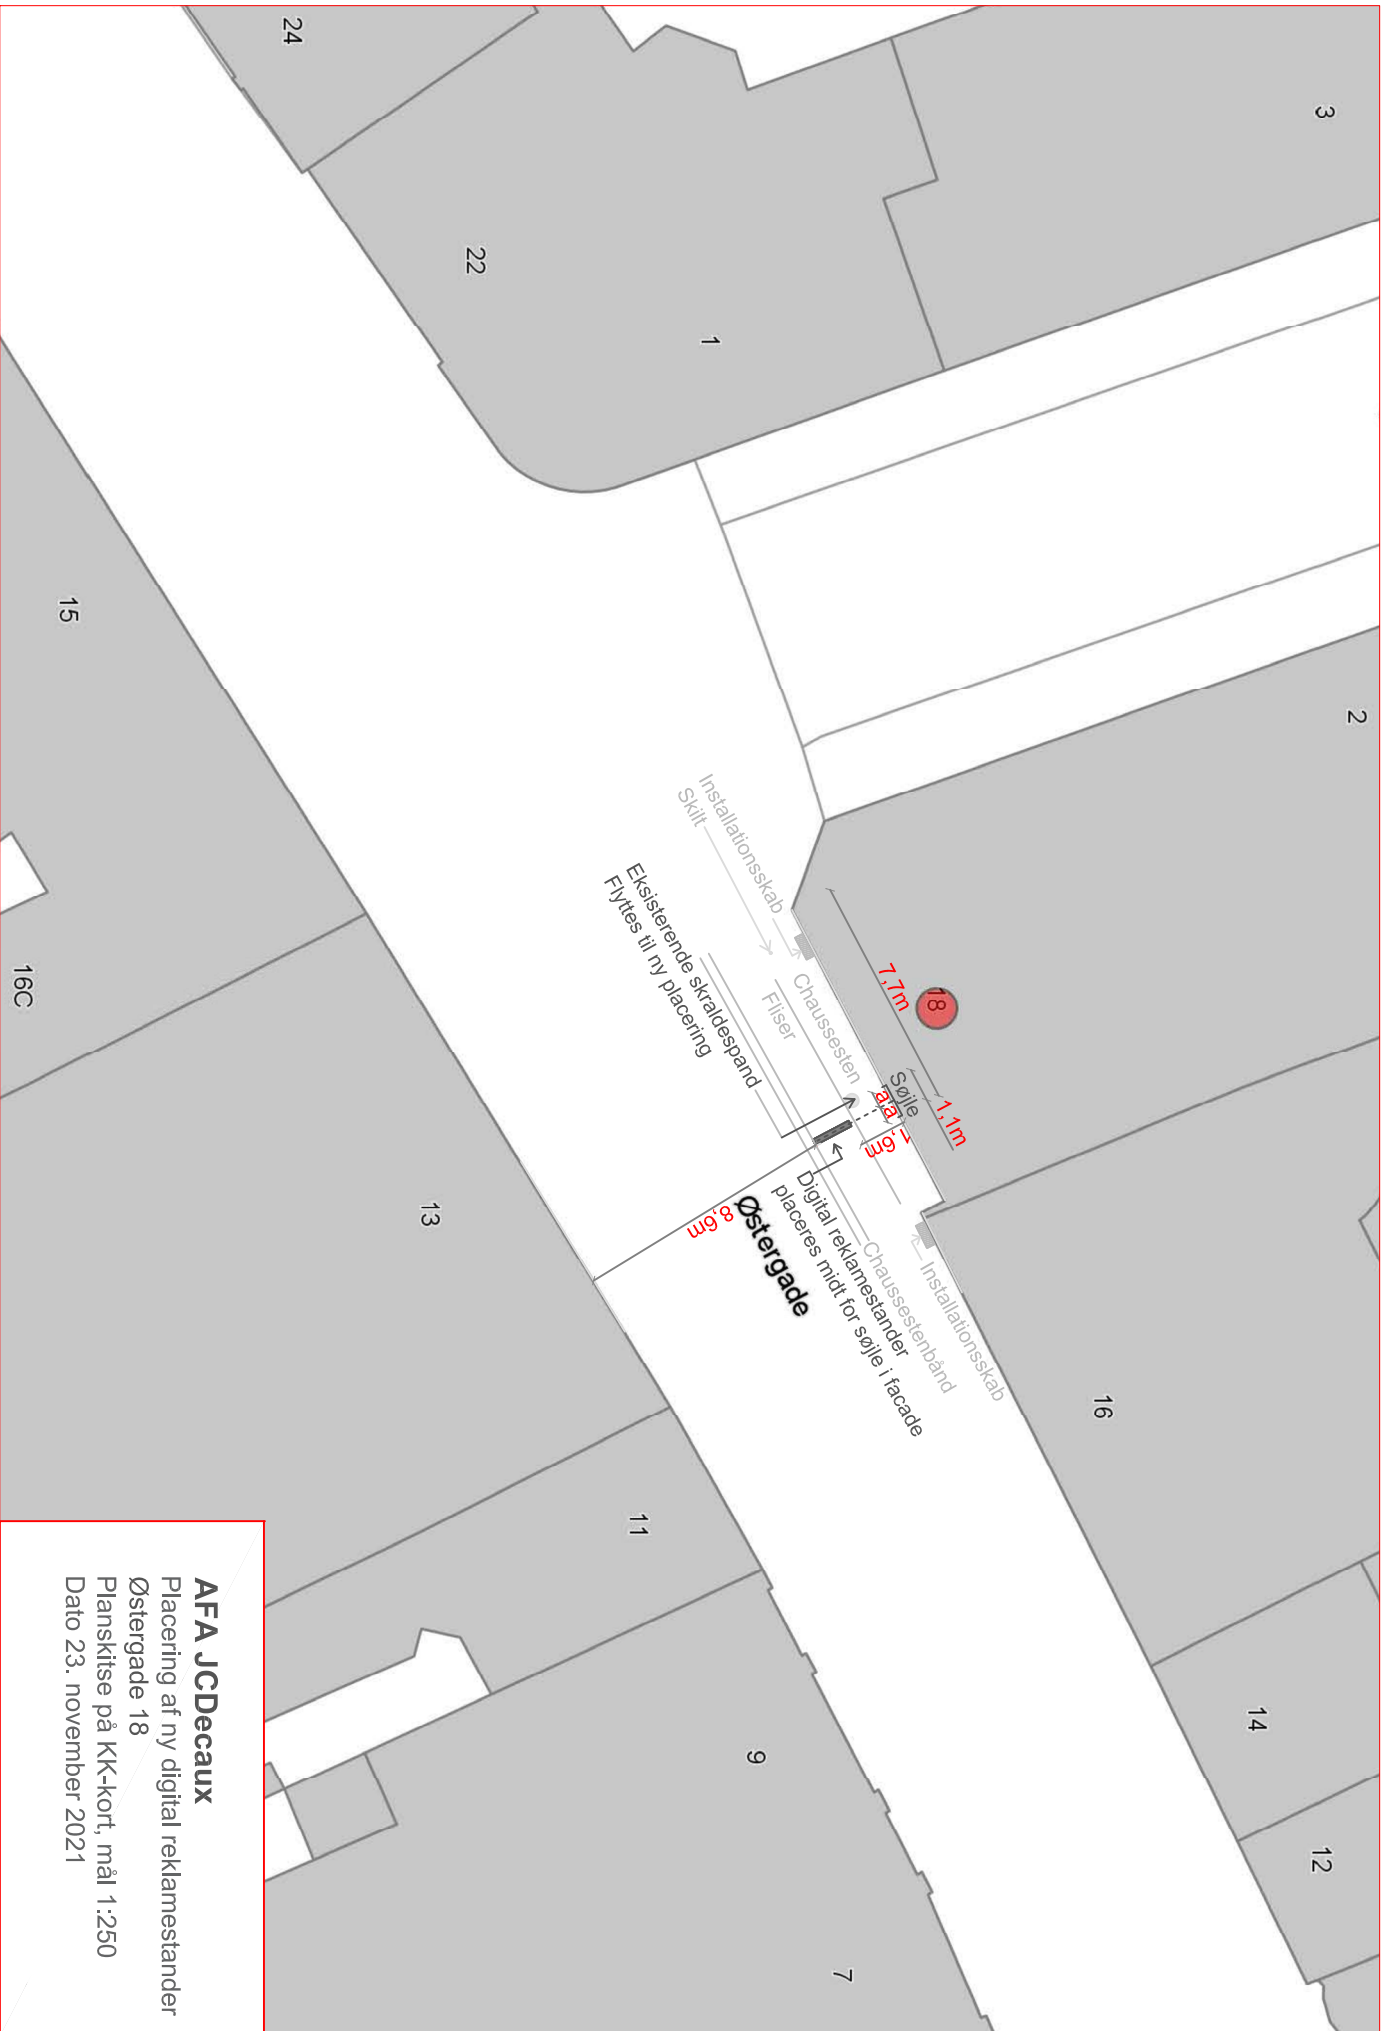 24
3
22
1
15
2
16C
18
7,7m
1,1m
Søjle
a
a
1,6m
8,6m
Installationsskab
Skilt
Chaussesten
Fliser
Eksisterende skraldespand
Flyttes til ny placering
Digital reklamestander
placeres midt for søjle i facade
Chaussestenbånd
Installationsskab
Østergade
13
16
11
14
9
12
7
AFA JCDecaux
Placering af ny digital reklamestander
Østergade 18
Planskitse på KK-kort, mål 1:250
Dato 23. november 2021